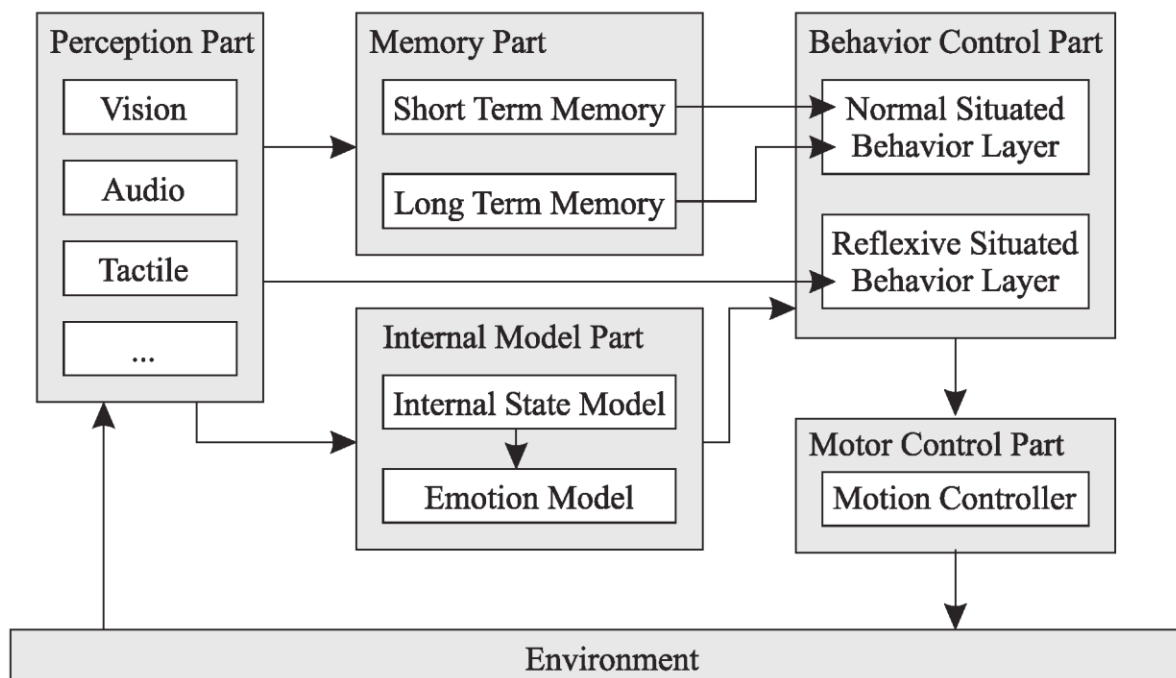 Perception Part
Vision
Audio
Tactile
...
Memory Part
Short Term Memory
Long Term Memory
Internal Model Part
Internal State Model
Emotion Model
Behavior Control Part
Normal Situated
Behavior Layer
Reflexive Situated
Behavior Layer
Motor Control Part
Motion Controller
Environment